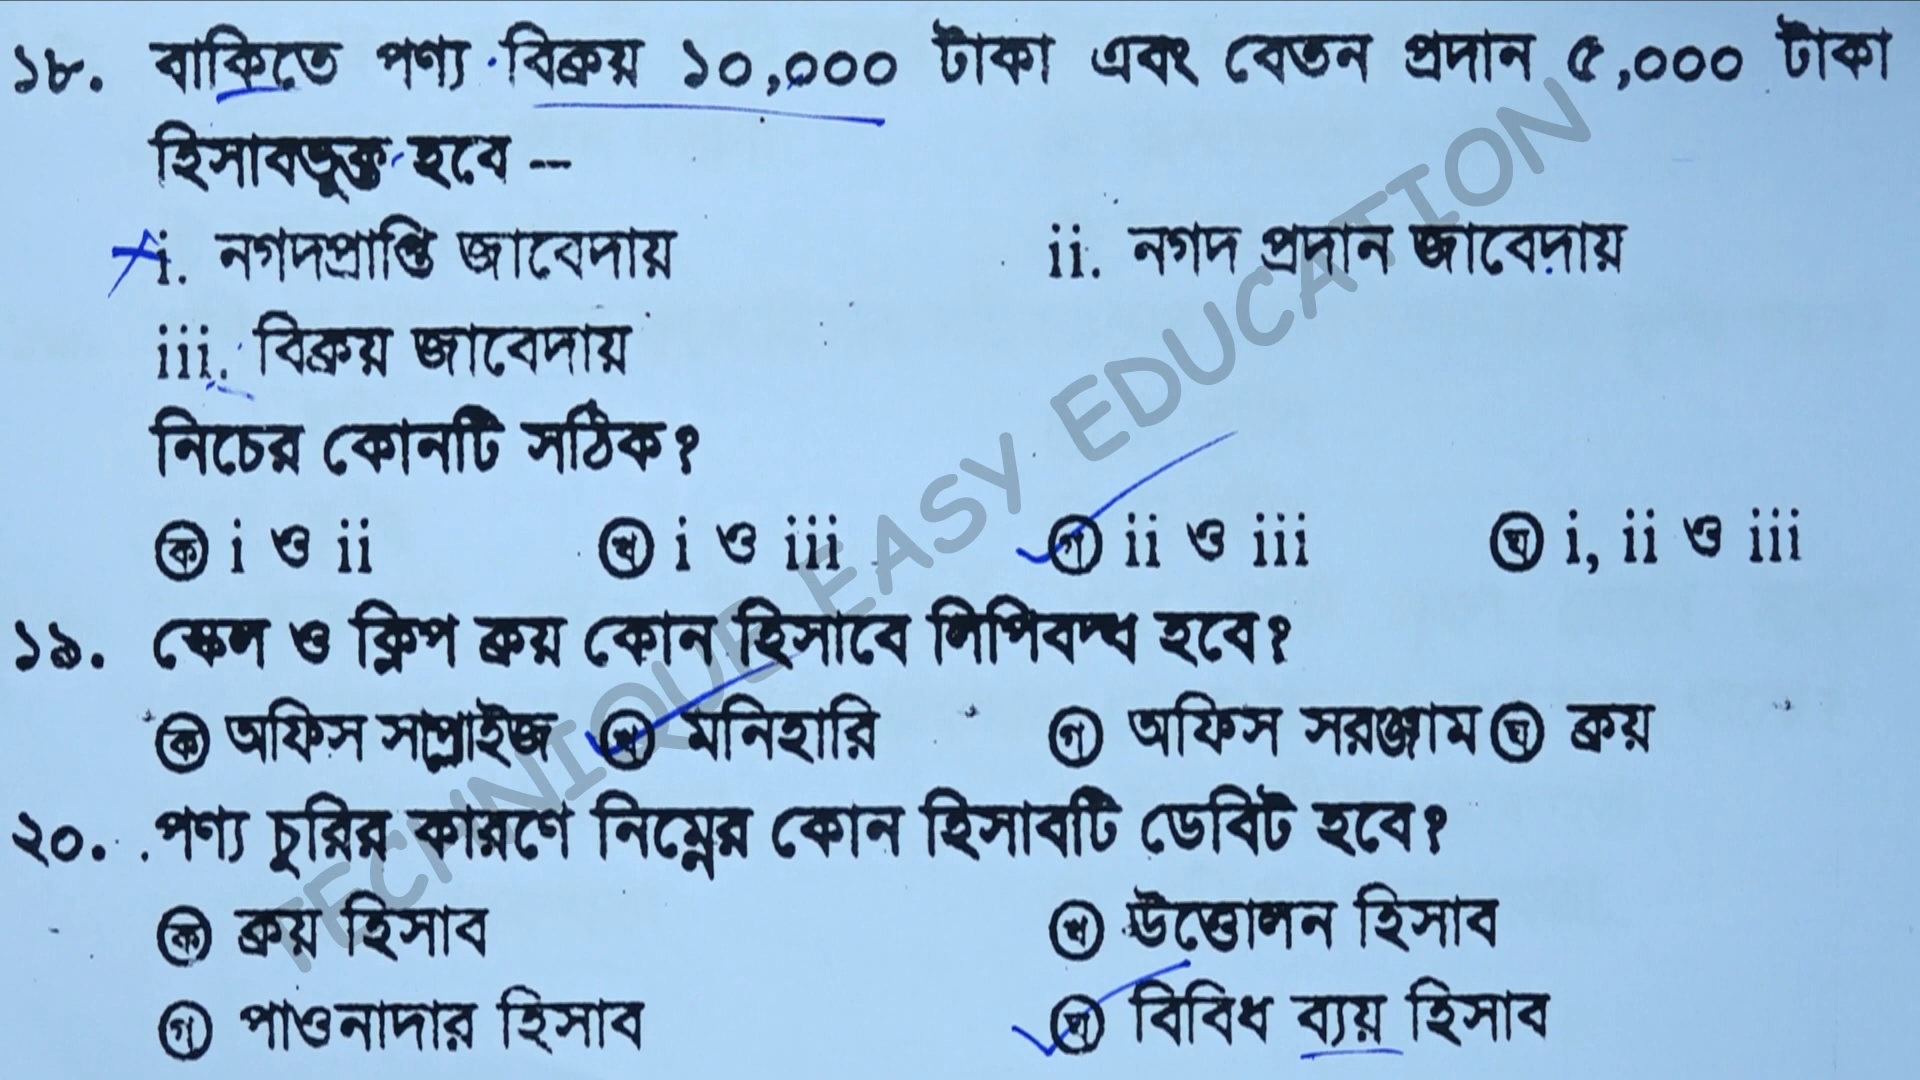 ১৮. বাকিতে পণ্য বিক্রয় ১০,০০০ টাকা এবং বেতন প্রদান ৫,০০০ টাকা
হিসাবভুক্ত হবে --
i. নগদপ্রাপ্তি জাবেদায় ii. নগদ প্রদান জাবেদায়
iii. বিক্রয় জাবেদায়
নিচের কোনটি সঠিক?
ক i ও ii খ i ও iii গ ii ও iii ঘ i, ii ও iii
১৯. স্কেল ও ক্লিপ ক্রয় কোন হিসাবে লিপিবদ্ধ হবে?
ক অফিস সাপ্লাইজ খ মনিহারি গ অফিস সরঞ্জাম ঘ ক্রয়
২০. পণ্য চুরির কারণে নিম্নের কোন হিসাবটি ডেবিট হবে?
ক ক্রয় হিসাব খ উত্তোলন হিসাব
গ পাওনাদার হিসাব ঘ বিবিধ ব্যয় হিসাব
TECHNIQUE EASY EDUCATION